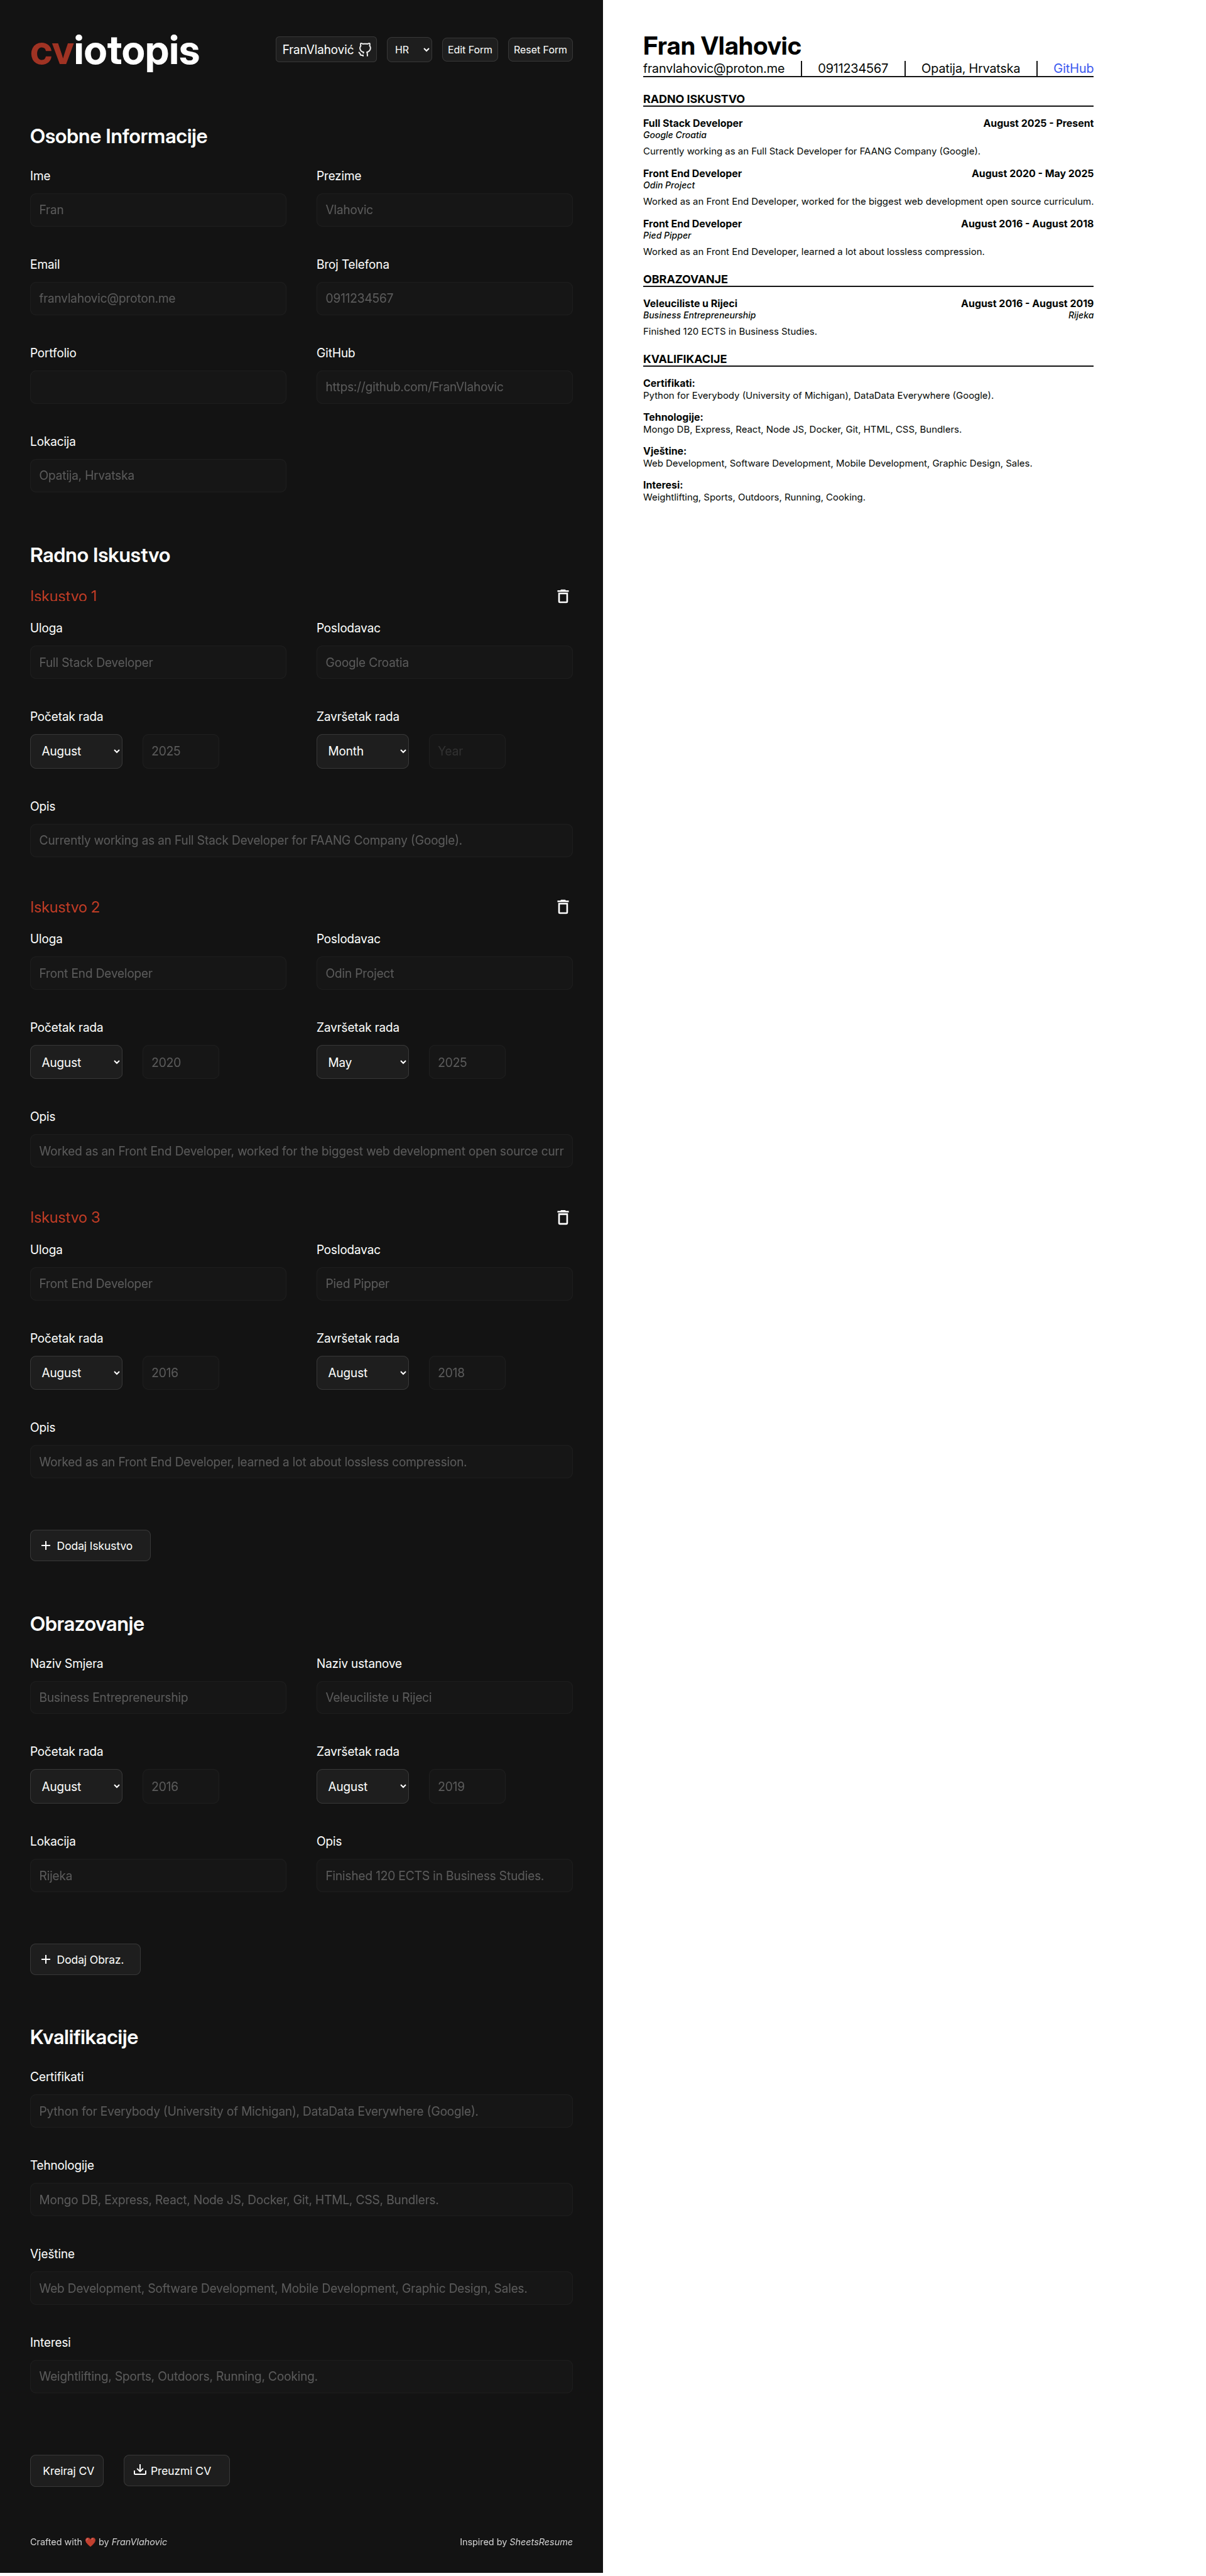 cviotopis
FranVlahović HR Edit Form Reset Form
Osobne Informacije
Ime Prezime
Fran Vlahovic
Email Broj Telefona
franvlahovic@proton.me 0911234567
Portfolio GitHub
https://github.com/FranVlahovic
Lokacija
Opatija, Hrvatska
Radno Iskustvo
Iskustvo 1
Uloga Poslodavac
Full Stack Developer Google Croatia
Početak rada Završetak rada
August 2025 Month Year
Opis
Currently working as an Full Stack Developer for FAANG Company (Google).
Iskustvo 2
Uloga Poslodavac
Front End Developer Odin Project
Početak rada Završetak rada
August 2020 May 2025
Opis
Worked as an Front End Developer, worked for the biggest web development open source curr
Iskustvo 3
Uloga Poslodavac
Front End Developer Pied Pipper
Početak rada Završetak rada
August 2016 August 2018
Opis
Worked as an Front End Developer, learned a lot about lossless compression.
+ Dodaj Iskustvo
Obrazovanje
Naziv Smjera Naziv ustanove
Business Entrepreneurship Veleuciliste u Rijeci
Početak rada Završetak rada
August 2016 August 2019
Lokacija Opis
Rijeka Finished 120 ECTS in Business Studies.
+ Dodaj Obraz.
Kvalifikacije
Certifikati
Python for Everybody (University of Michigan), DataData Everywhere (Google).
Tehnologije
Mongo DB, Express, React, Node JS, Docker, Git, HTML, CSS, Bundlers.
Vještine
Web Development, Software Development, Mobile Development, Graphic Design, Sales.
Interesi
Weightlifting, Sports, Outdoors, Running, Cooking.
Kreiraj CV Preuzmi CV
Crafted with ❤️ by FranVlahovic Inspired by SheetsResume
Fran Vlahovic
franvlahovic@proton.me 0911234567 Opatija, Hrvatska GitHub
RADNO ISKUSTVO
Full Stack Developer August 2025 - Present
Google Croatia
Currently working as an Full Stack Developer for FAANG Company (Google).
Front End Developer August 2020 - May 2025
Odin Project
Worked as an Front End Developer, worked for the biggest web development open source curriculum.
Front End Developer August 2016 - August 2018
Pied Pipper
Worked as an Front End Developer, learned a lot about lossless compression.
OBRAZOVANJE
Veleuciliste u Rijeci August 2016 - August 2019
Business Entrepreneurship Rijeka
Finished 120 ECTS in Business Studies.
KVALIFIKACIJE
Certifikati:
Python for Everybody (University of Michigan), DataData Everywhere (Google).
Tehnologije:
Mongo DB, Express, React, Node JS, Docker, Git, HTML, CSS, Bundlers.
Vještine:
Web Development, Software Development, Mobile Development, Graphic Design, Sales.
Interesi:
Weightlifting, Sports, Outdoors, Running, Cooking.